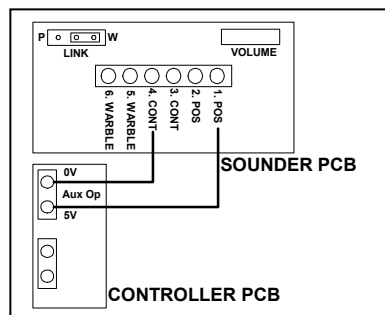 P W
LINK
VOLUME
6. WARBLE
5. WARBLE
4. CONT
3. CONT
2. POS
1. POS
SOUNDER PCB
0V
Aux Op
5V
CONTROLLER PCB